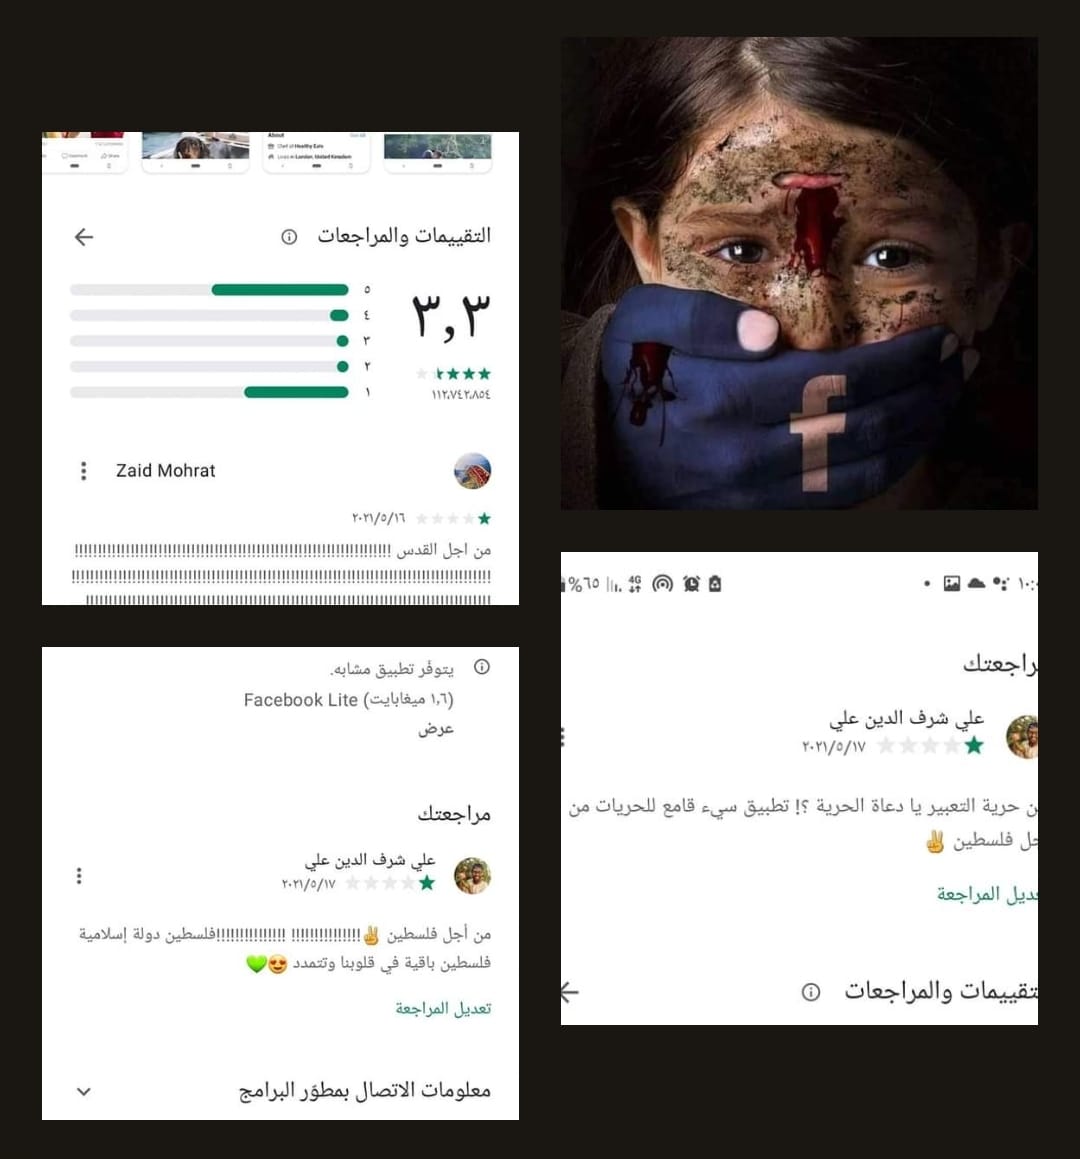 About
Chef at Healthy Eats
Lives in London, United Kingdom
التقييمات والمراجعات
٥
٤
٣
٢
١
٣٫٣
١١٢٬٧٤٢٬٨٥٤
Zaid Mohrat
٢٠٢١/٥/١٦
من اجل القدس
f
١٠:
%٦٥
4G
راجعتك
علي شرف الدين علي
٢٠٢١/٥/١٧
ن حرية التعبير يا دعاة الحرية ؟! تطبيق سيء قامع للحريات من
جل فلسطين ✌️
ديل المراجعة
تقييمات والمراجعات
يتوفّر تطبيق مشابه.
Facebook Lite (١٫٦ ميغابايت)
عرض
مراجعتك
علي شرف الدين علي
٢٠٢١/٥/١٧
من أجل فلسطين ✌️!!!!!!!!!!!!!!! !!!!!!!!!!!!!!!!!!!!!!!!!!!!!!فلسطين دولة إسلامية
فلسطين باقية في قلوبنا وتتمدد 😍💚
تعديل المراجعة
معلومات الاتصال بمطوّر البرامج